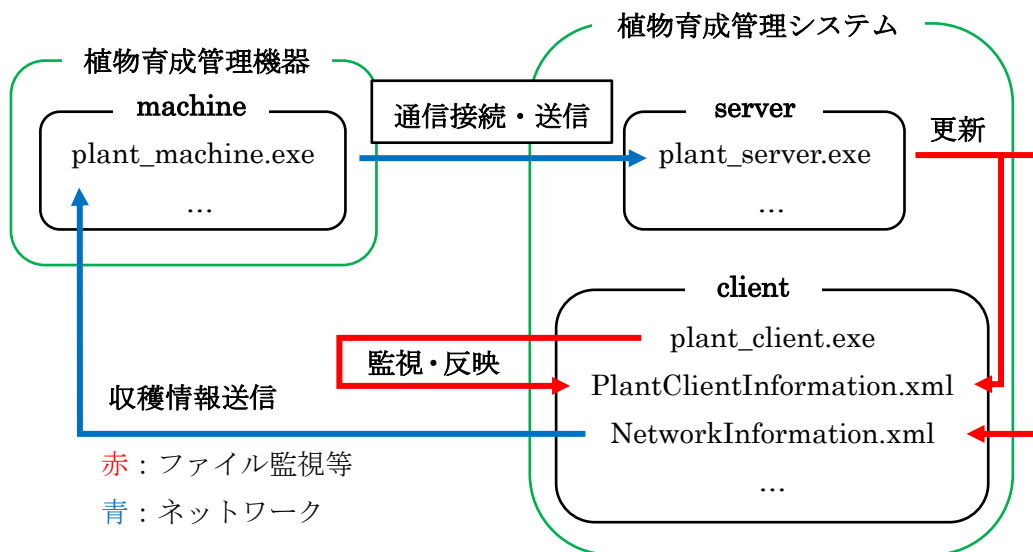 植物育成管理システム
植物育成管理機器
machine
plant_machine.exe
…
通信接続・送信
server
plant_server.exe
…
更新
client
plant_client.exe
PlantClientInformation.xml
NetworkInformation.xml
…
監視・反映
収穫情報送信
赤：ファイル監視等
青：ネットワーク